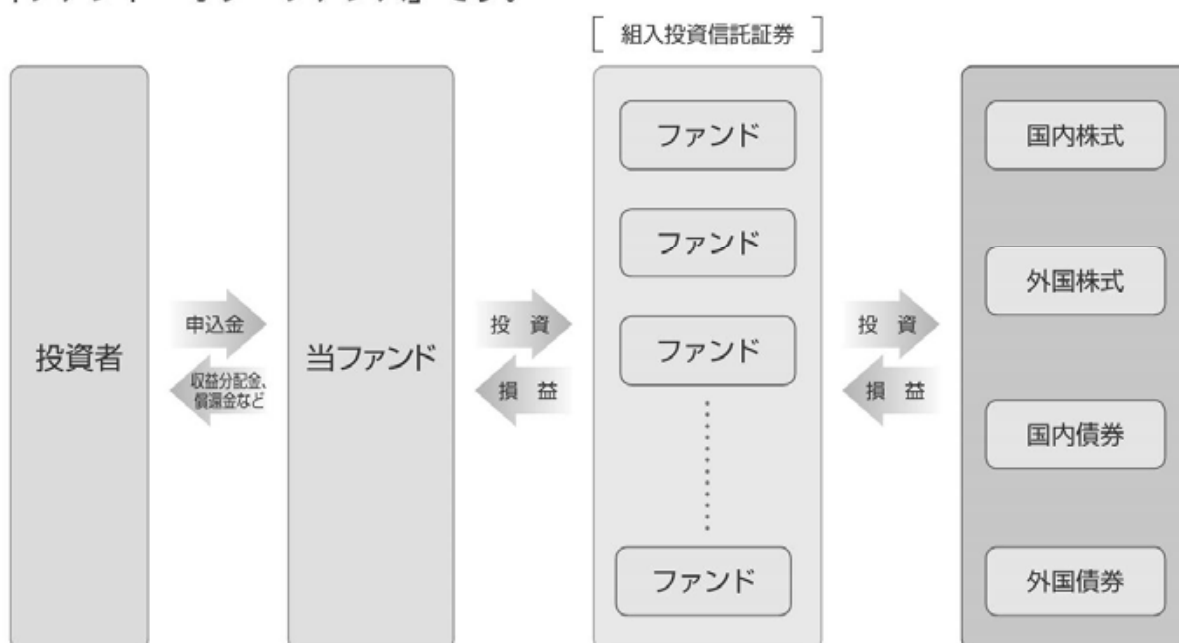 [ 組入投資信託証券 ]
投資者
申込金
収益分配金、
償還金など
当ファンド
投 資
損 益
ファンド
ファンド
ファンド
ファンド
投 資
損 益
国内株式
外国株式
国内債券
外国債券